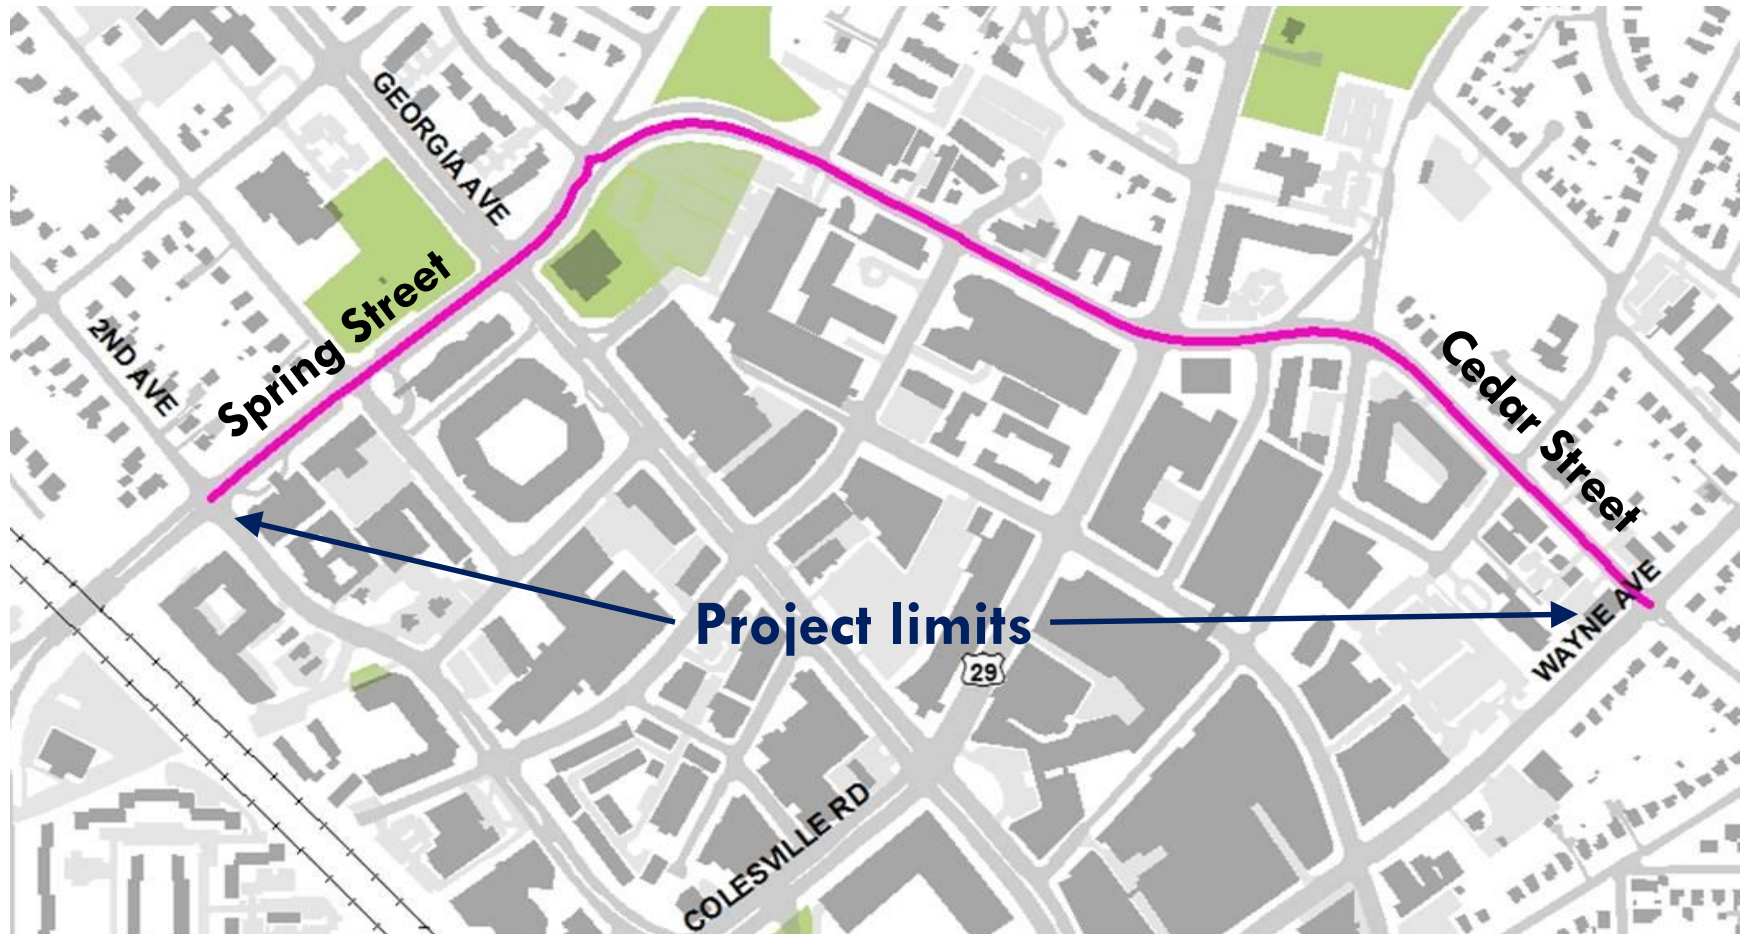 GEORGIA AVE
Spring Street
2ND AVE
Cedar Street
Project limits
WAYNE AVE
29
COLESVILLE RD